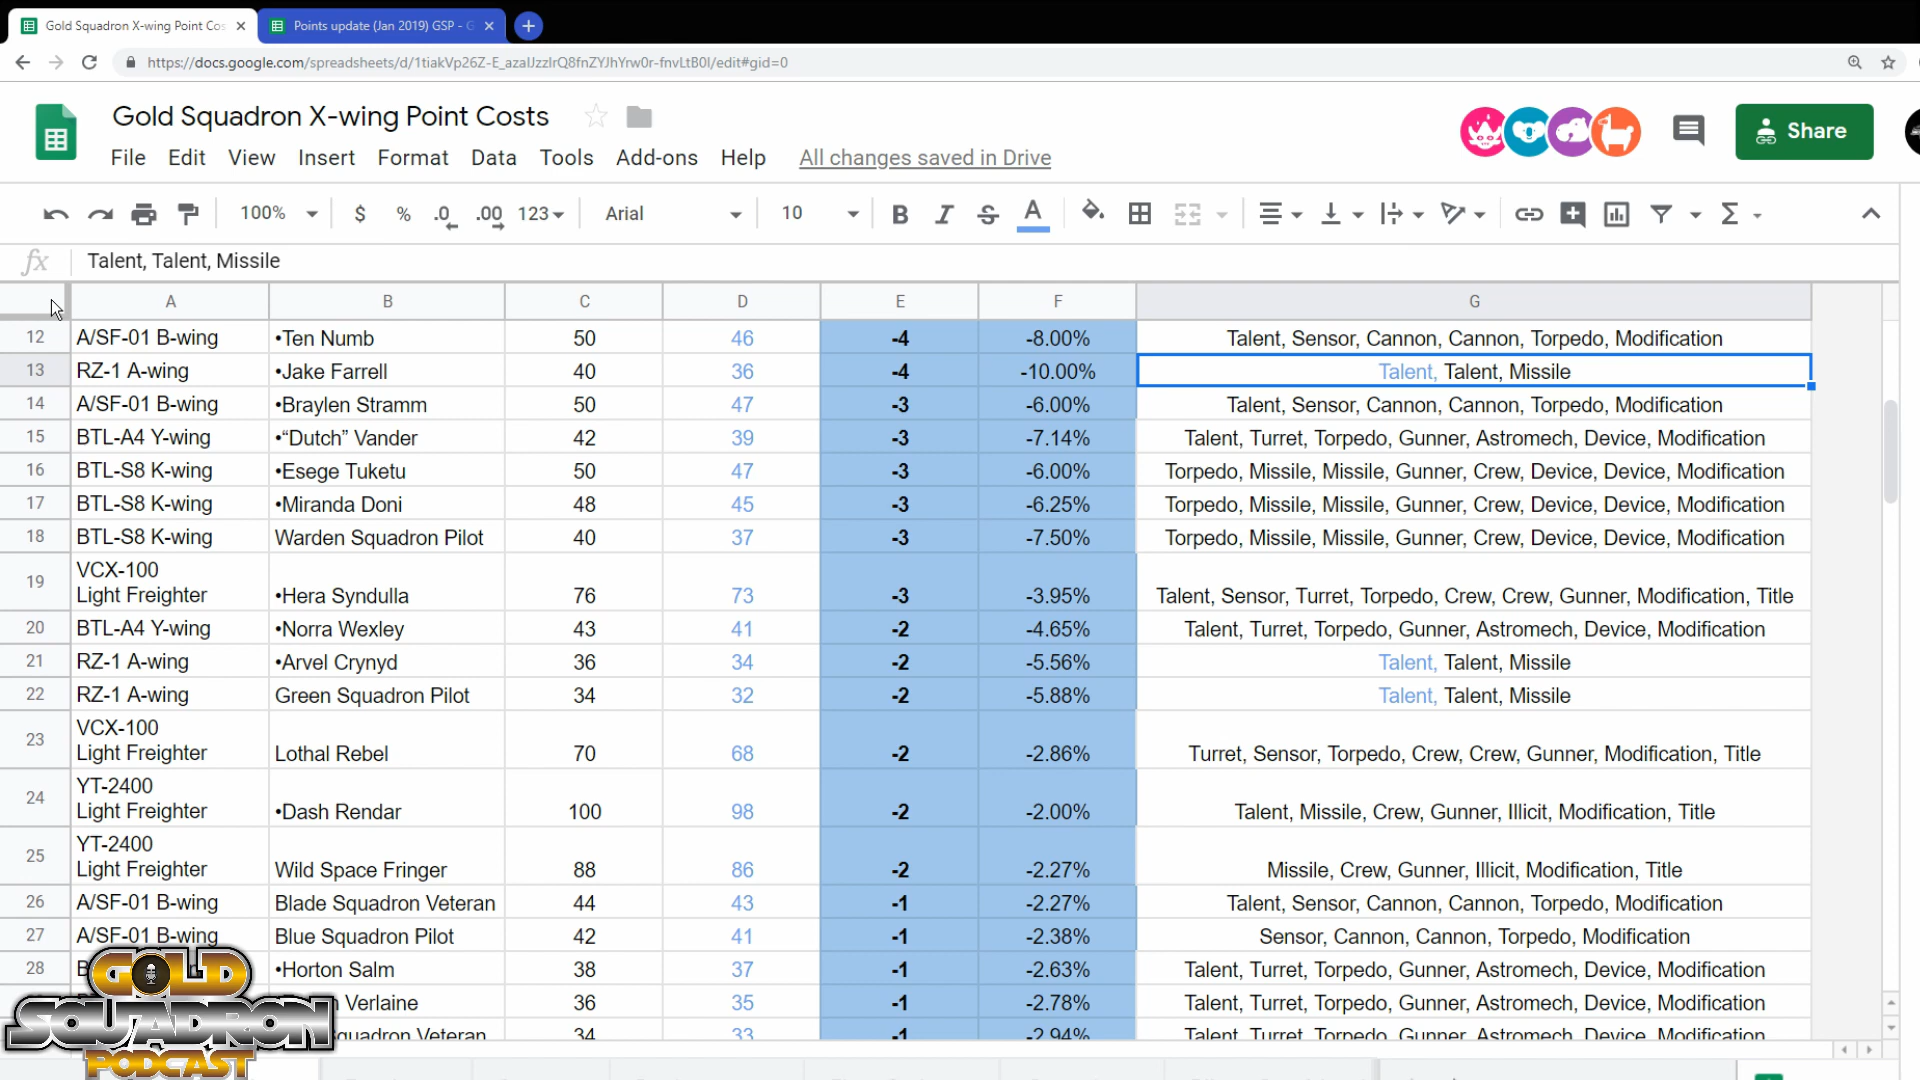 Gold Squadron X-wing Point Cos
Points update (Jan 2019) GSP - G
https://docs.google.com/spreadsheets/d/1tiakVp26Z-E_azaIJzzIrQ8fnZYJhYrw0r-fnvLtB0I/edit#gid=0
Gold Squadron X-wing Point Costs
File Edit View Insert Format Data Tools Add-ons Help All changes saved in Drive
Share
100% $ % .0 .00 123 Arial 10 B I S A Σ
fx Talent, Talent, Missile
A B C D E F G
12 A/SF-01 B-wing •Ten Numb 50 46 -4 -8.00% Talent, Sensor, Cannon, Cannon, Torpedo, Modification
13 RZ-1 A-wing •Jake Farrell 40 36 -4 -10.00% Talent, Talent, Missile
14 A/SF-01 B-wing •Braylen Stramm 50 47 -3 -6.00% Talent, Sensor, Cannon, Cannon, Torpedo, Modification
15 BTL-A4 Y-wing •“Dutch” Vander 42 39 -3 -7.14% Talent, Turret, Torpedo, Gunner, Astromech, Device, Modification
16 BTL-S8 K-wing •Esege Tuketu 50 47 -3 -6.00% Torpedo, Missile, Missile, Gunner, Crew, Device, Device, Modification
17 BTL-S8 K-wing •Miranda Doni 48 45 -3 -6.25% Torpedo, Missile, Missile, Gunner, Crew, Device, Device, Modification
18 BTL-S8 K-wing Warden Squadron Pilot 40 37 -3 -7.50% Torpedo, Missile, Missile, Gunner, Crew, Device, Device, Modification
VCX-100
19 Light Freighter •Hera Syndulla 76 73 -3 -3.95% Talent, Sensor, Turret, Torpedo, Crew, Crew, Gunner, Modification, Title
20 BTL-A4 Y-wing •Norra Wexley 43 41 -2 -4.65% Talent, Turret, Torpedo, Gunner, Astromech, Device, Modification
21 RZ-1 A-wing •Arvel Crynyd 36 34 -2 -5.56% Talent, Talent, Missile
22 RZ-1 A-wing Green Squadron Pilot 34 32 -2 -5.88% Talent, Talent, Missile
VCX-100
23 Light Freighter Lothal Rebel 70 68 -2 -2.86% Turret, Sensor, Torpedo, Crew, Crew, Gunner, Modification, Title
YT-2400
24 Light Freighter •Dash Rendar 100 98 -2 -2.00% Talent, Missile, Crew, Gunner, Illicit, Modification, Title
YT-2400
25 Light Freighter Wild Space Fringer 88 86 -2 -2.27% Missile, Crew, Gunner, Illicit, Modification, Title
26 A/SF-01 B-wing Blade Squadron Veteran 44 43 -1 -2.27% Talent, Sensor, Cannon, Cannon, Torpedo, Modification
27 A/SF-01 B-wing Blue Squadron Pilot 42 41 -1 -2.38% Sensor, Cannon, Cannon, Torpedo, Modification
28 B •Horton Salm 38 37 -1 -2.63% Talent, Turret, Torpedo, Gunner, Astromech, Device, Modification
n Verlaine 36 35 -1 -2.78% Talent, Turret, Torpedo, Gunner, Astromech, Device, Modification
quadron Veteran 34 33 -1 -2.94% Talent, Turret, Torpedo, Gunner, Astromech, Device, Modification
GOLD
SQUADRON
PODCAST